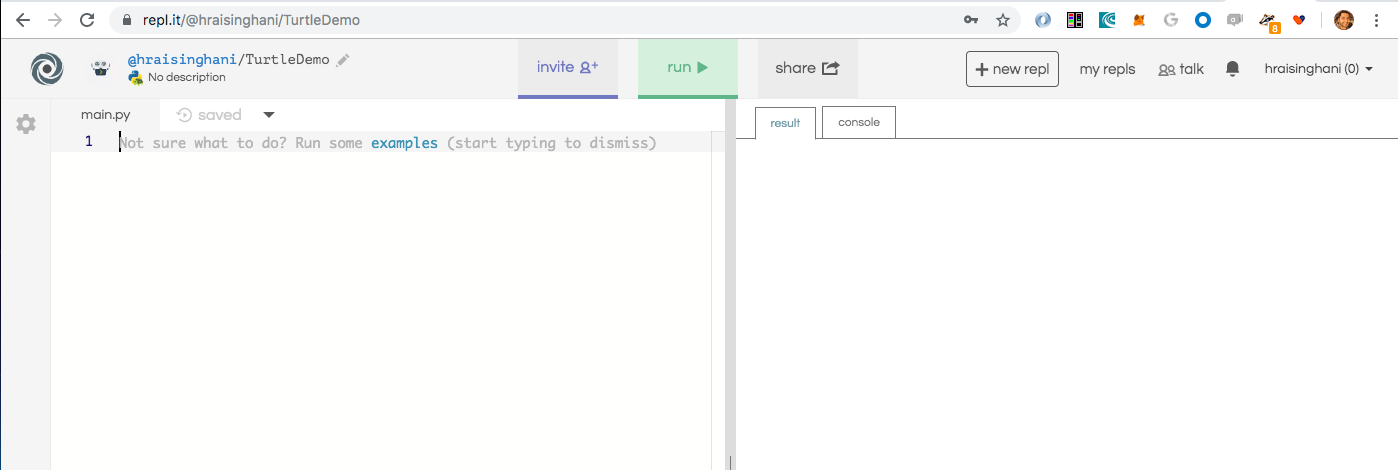 repl.it/@hraisinghani/TurtleDemo
8
@hraisinghani/TurtleDemo
No description
invite
run
share
+ new repl
my repls
talk
hraisinghani (0)
main.py
saved
result
console
1
Not sure what to do? Run some examples (start typing to dismiss)